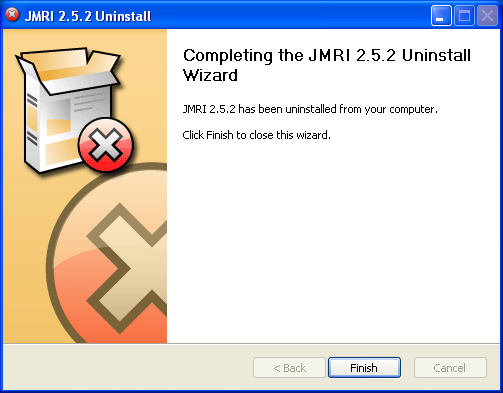 JMRI 2.5.2 Uninstall
Completing the JMRI 2.5.2 Uninstall
Wizard
JMRI 2.5.2 has been uninstalled from your computer.
Click Finish to close this wizard.
< Back
Finish
Cancel